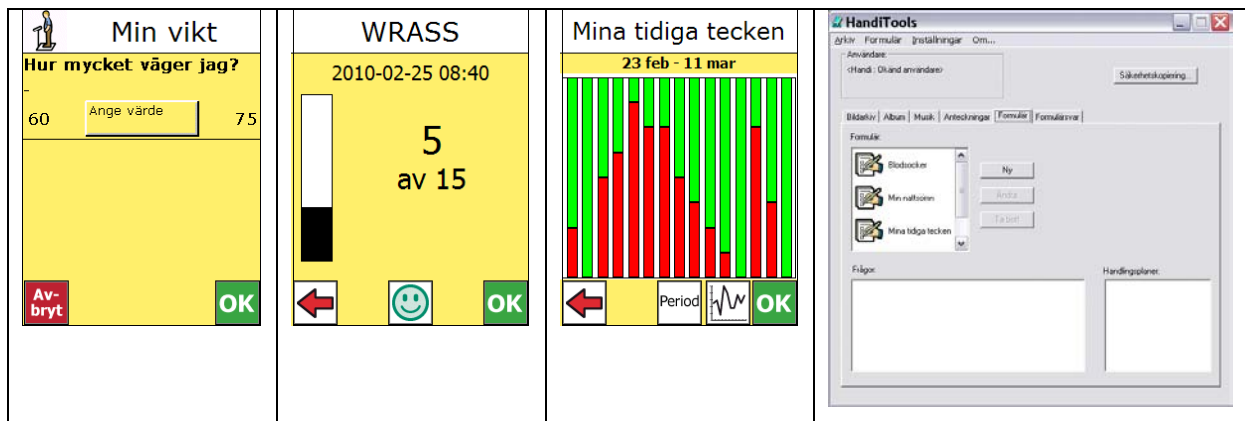 Min vikt
Hur mycket väger jag?
-
60
Ange värde
75
Av-
bryt
OK
WRASS
2010-02-25 08:40
5
av 15
OK
Mina tidiga tecken
23 feb - 11 mar
Period
OK
HandiTools
Arkiv Formulär Inställningar Om...
Användare:
<Handi : Okänd användare>
Säkerhetskopiering...
Bildarkiv Album Musik Anteckningar Formulär Formulärsvar
Formulär:
Blodsocker
Min nattsömn
Mina tidiga tecken
Ny
Ändra
Ta bort
Frågor:
Handlingsplaner: